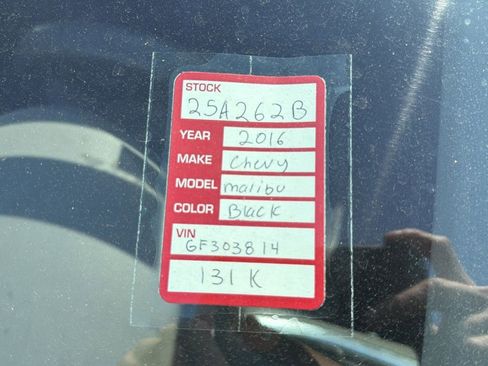 STOCK
25A262B
YEAR 2016
MAKE Chevy
MODEL malibu
COLOR Black
VIN
GF303814
131 K